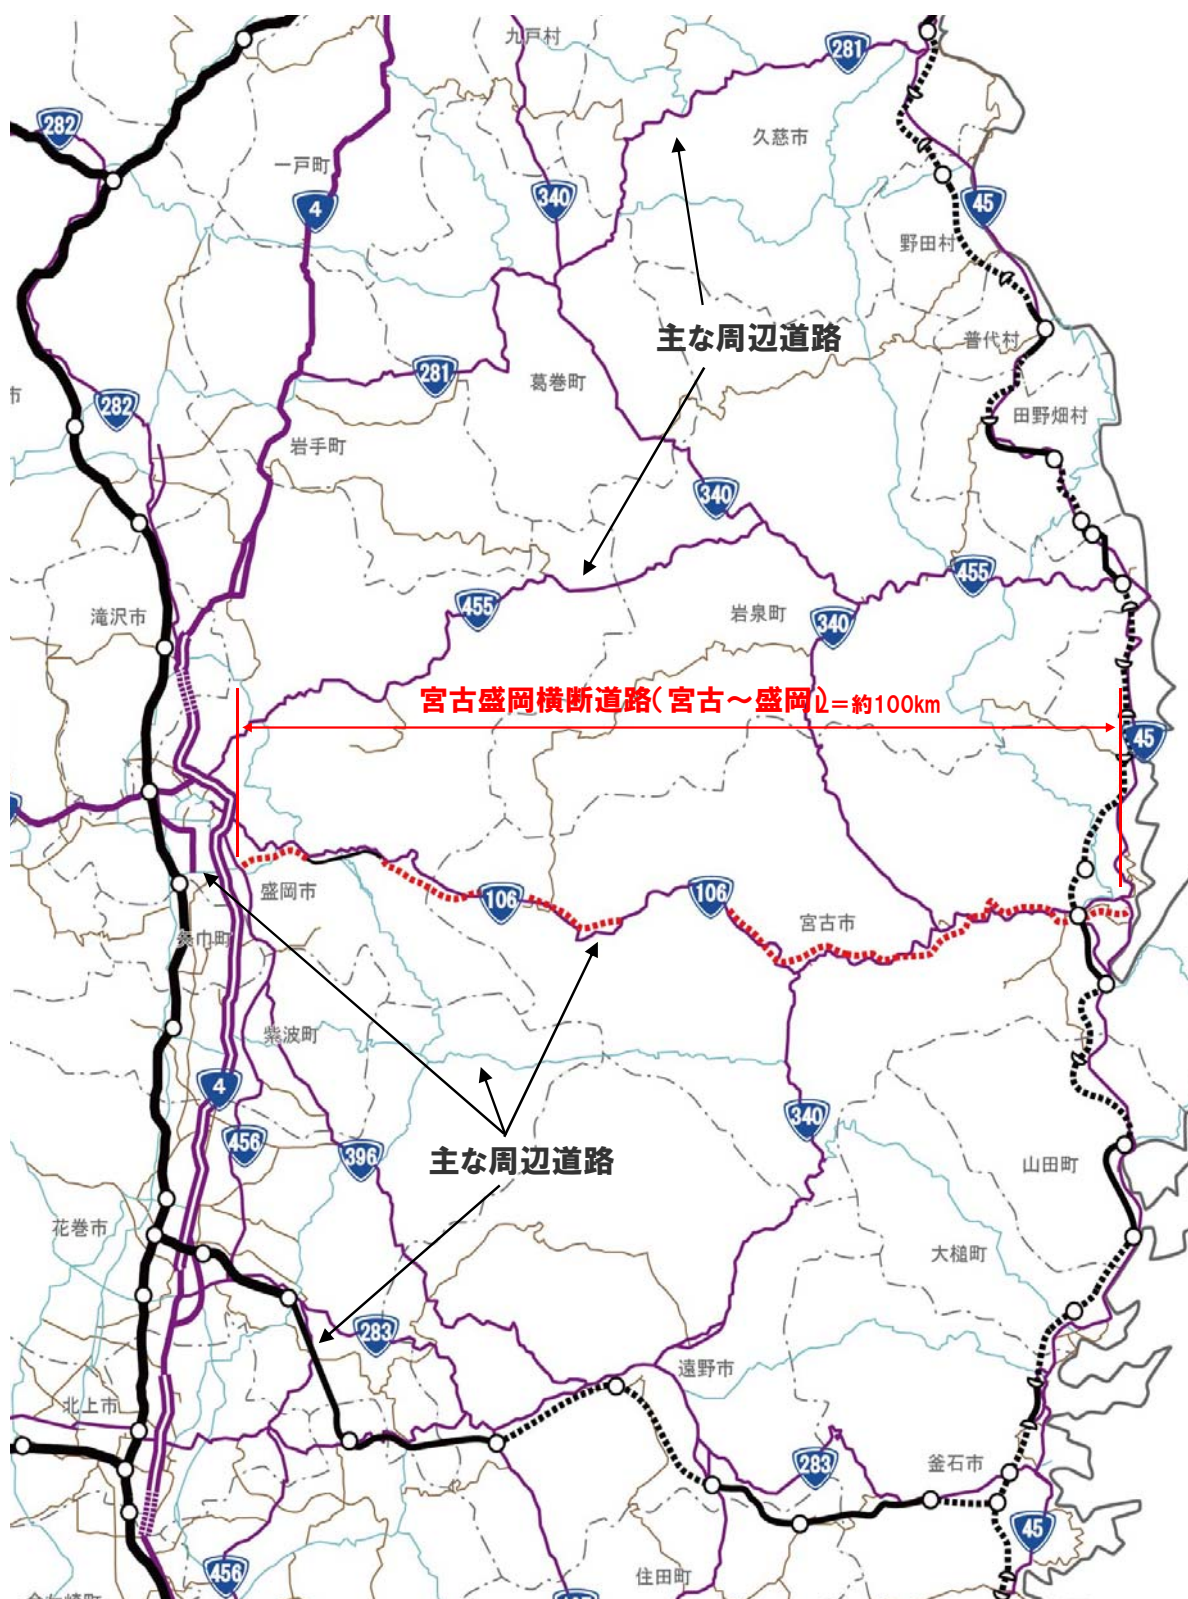 九戸村
281
282
久慈市
一戸町
340
4
45
野田村
主な周辺道路
普代村
281
葛巻町
市
282
田野畑村
岩手町
340
455
455
滝沢市
岩泉町
340
宮古盛岡横断道路(宮古~盛岡)L=約100km
45
盛岡市
106
106
宮古市
矢巾町
紫波町
4
340
456
396
主な周辺道路
山田町
花巻市
大槌町
283
遠野市
北上市
283
釜石市
45
456
住田町